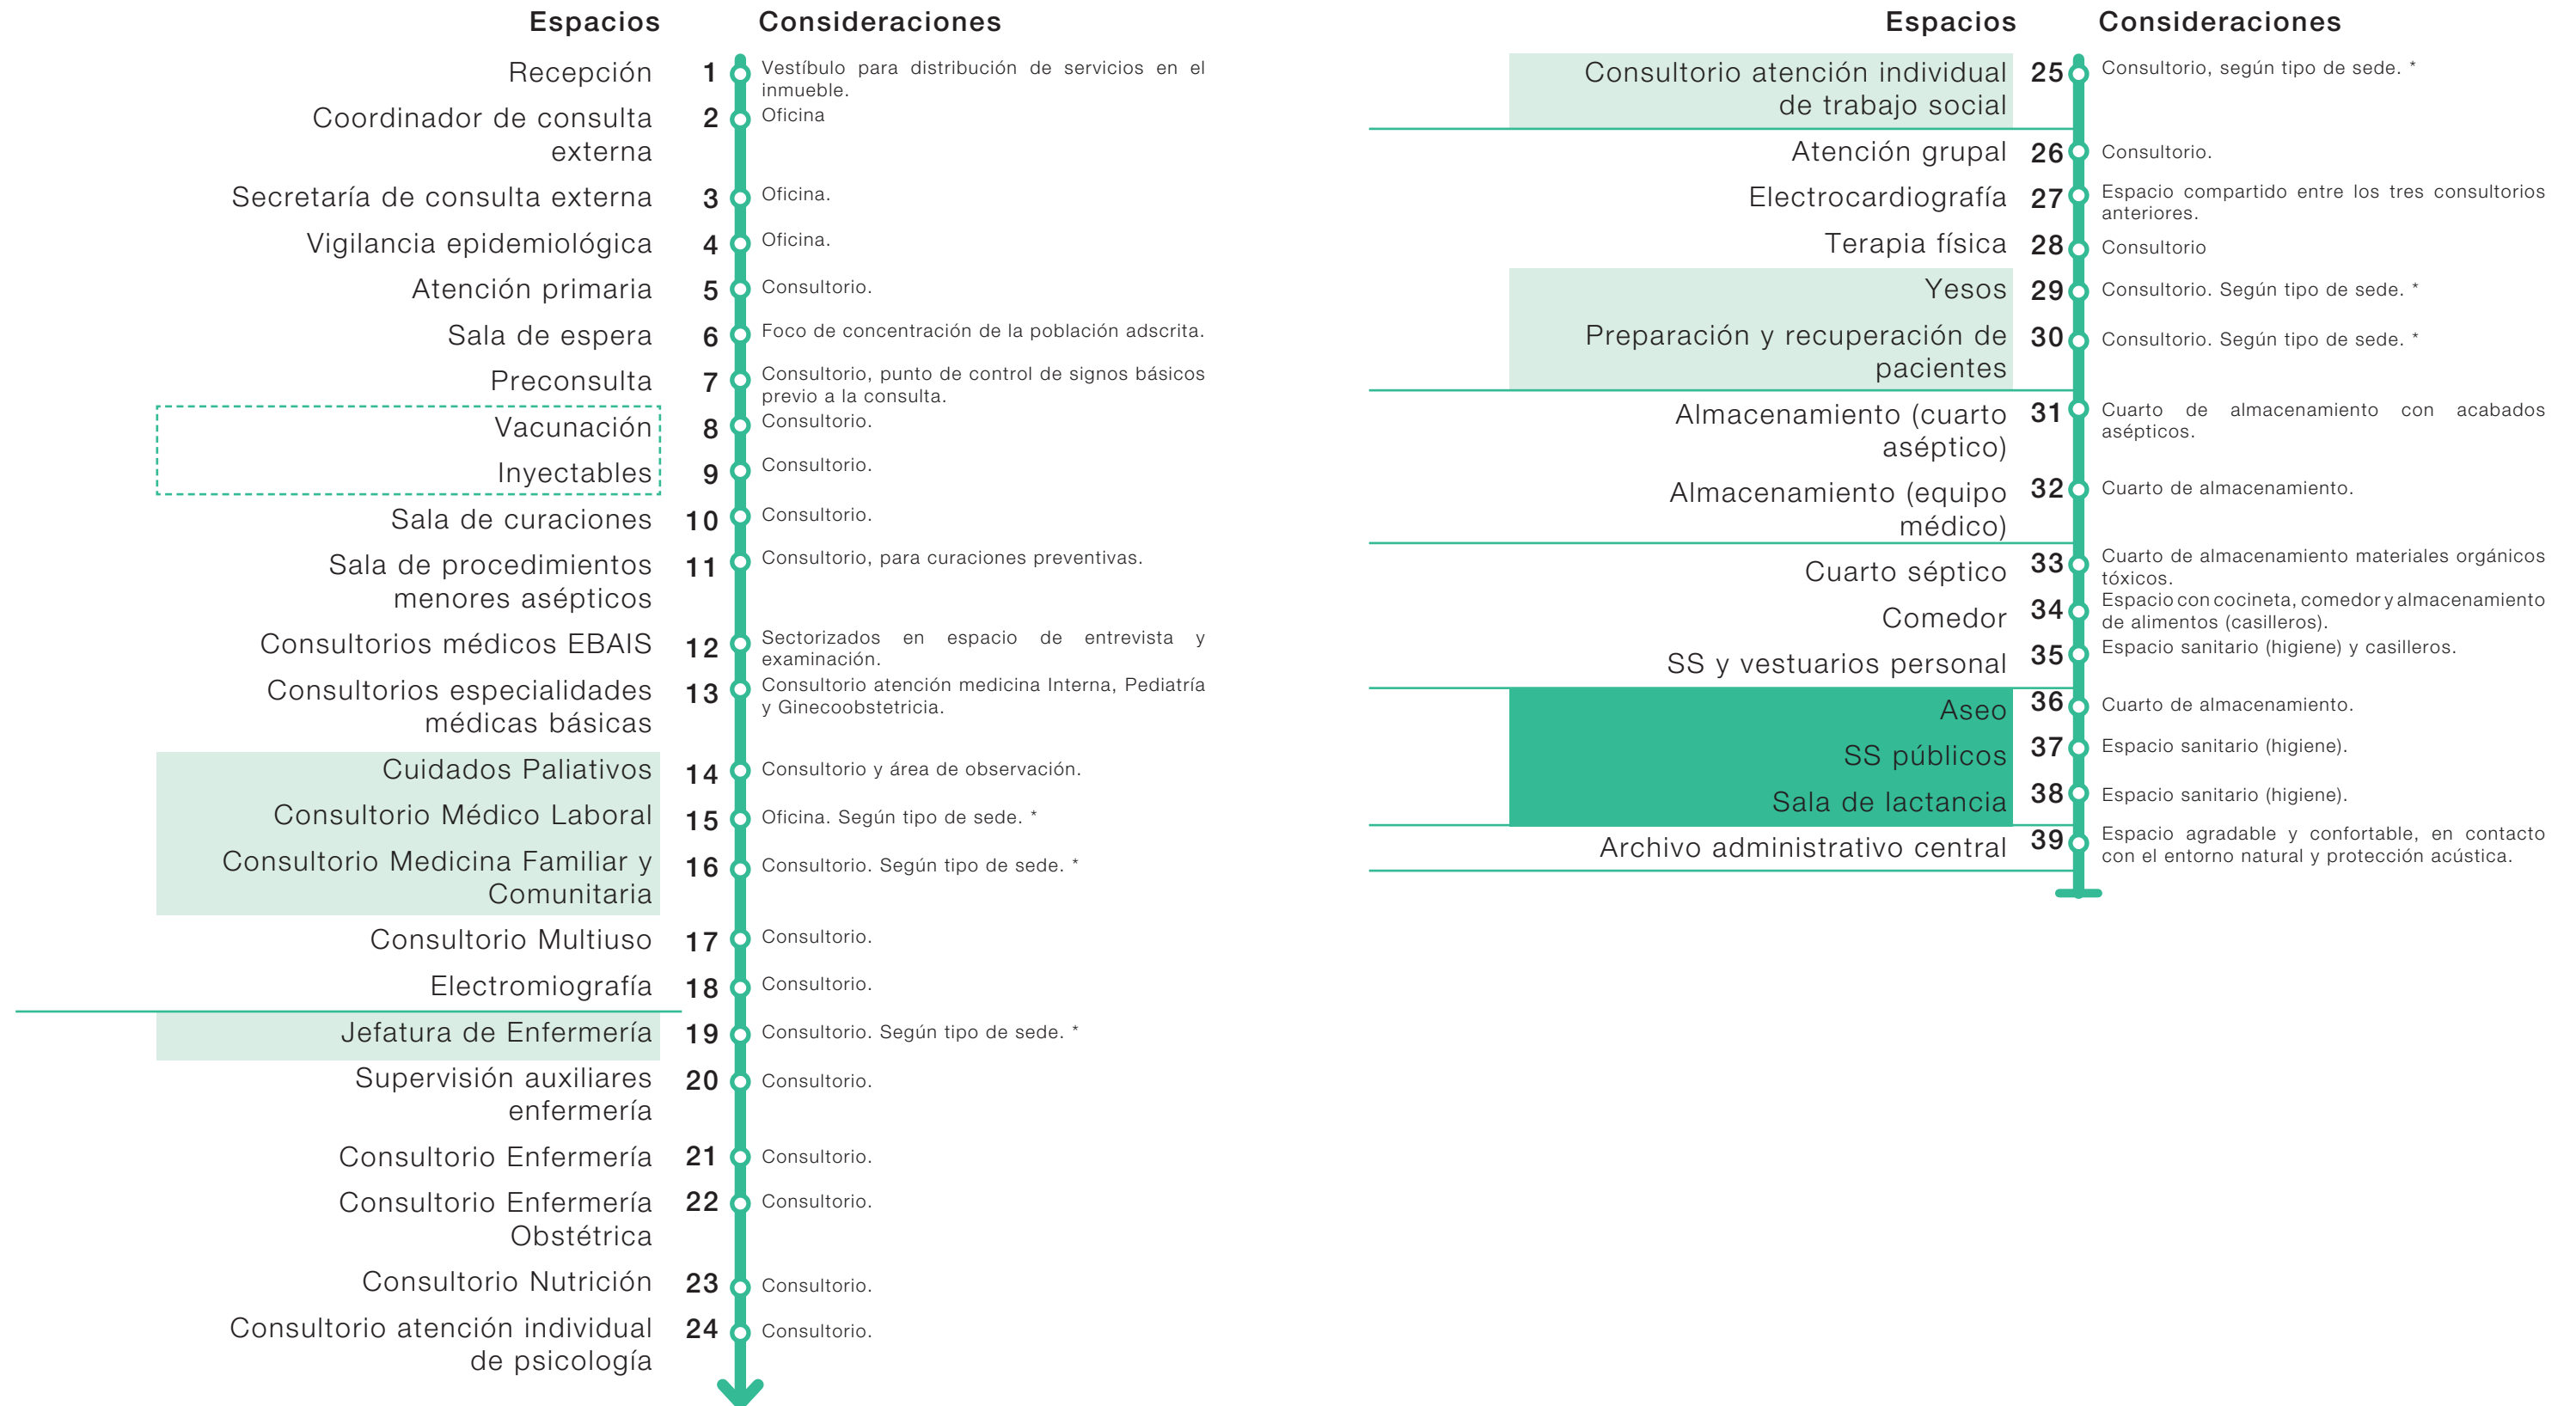 Espacios Consideraciones
Recepción 1 Vestíbulo para distribución de servicios en el
inmueble.
Coordinador de consulta 2 Oficina
externa
Secretaría de consulta externa 3 Oficina.
Vigilancia epidemiológica 4 Oficina.
Atención primaria 5 Consultorio.
Sala de espera 6 Foco de concentración de la población adscrita.
Preconsulta 7 Consultorio, punto de control de signos básicos
previo a la consulta.
Vacunación 8 Consultorio.
Inyectables 9 Consultorio.
Sala de curaciones 10 Consultorio.
Sala de procedimientos 11 Consultorio, para curaciones preventivas.
menores asépticos
Consultorios médicos EBAIS 12 Sectorizados en espacio de entrevista y
examinación.
Consultorios especialidades 13 Consultorio atención medicina Interna, Pediatría
médicas básicas y Ginecoobstetricia.
Cuidados Paliativos 14 Consultorio y área de observación.
Consultorio Médico Laboral 15 Oficina. Según tipo de sede. *
Consultorio Medicina Familiar y 16 Consultorio. Según tipo de sede. *
Comunitaria
Consultorio Multiuso 17 Consultorio.
Electromiografía 18 Consultorio.
Jefatura de Enfermería 19 Consultorio. Según tipo de sede. *
Supervisión auxiliares 20 Consultorio.
enfermería
Consultorio Enfermería 21 Consultorio.
Consultorio Enfermería 22 Consultorio.
Obstétrica
Consultorio Nutrición 23 Consultorio.
Consultorio atención individual 24 Consultorio.
de psicología
Espacios Consideraciones
Consultorio atención individual 25 Consultorio, según tipo de sede. *
de trabajo social
Atención grupal 26 Consultorio.
Electrocardiografía 27 Espacio compartido entre los tres consultorios
anteriores.
Terapia física 28 Consultorio
Yesos 29 Consultorio. Según tipo de sede. *
Preparación y recuperación de 30 Consultorio. Según tipo de sede. *
pacientes
Almacenamiento (cuarto 31 Cuarto de almacenamiento con acabados
aséptico) asépticos.
Almacenamiento (equipo 32 Cuarto de almacenamiento.
médico)
Cuarto séptico 33 Cuarto de almacenamiento materiales orgánicos
tóxicos.
Comedor 34 Espacio con cocineta, comedor y almacenamiento
de alimentos (casilleros).
SS y vestuarios personal 35 Espacio sanitario (higiene) y casilleros.
Aseo 36 Cuarto de almacenamiento.
SS públicos 37 Espacio sanitario (higiene).
Sala de lactancia 38 Espacio sanitario (higiene).
Archivo administrativo central 39 Espacio agradable y confortable, en contacto
con el entorno natural y protección acústica.